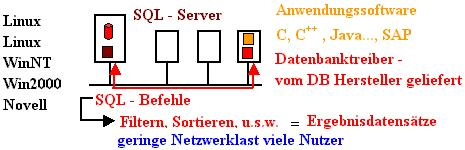 Linux
Linux
WinNT
Win2000
Novell
SQL - Server
Anwendungssoftware
C, C++ , Java..., SAP
Datenbanktreiber -
vom DB Hersteller geliefert
SQL - Befehle
Filtern, Sortieren, u.s.w. = Ergebnisdatensätze
geringe Netzwerklast viele Nutzer